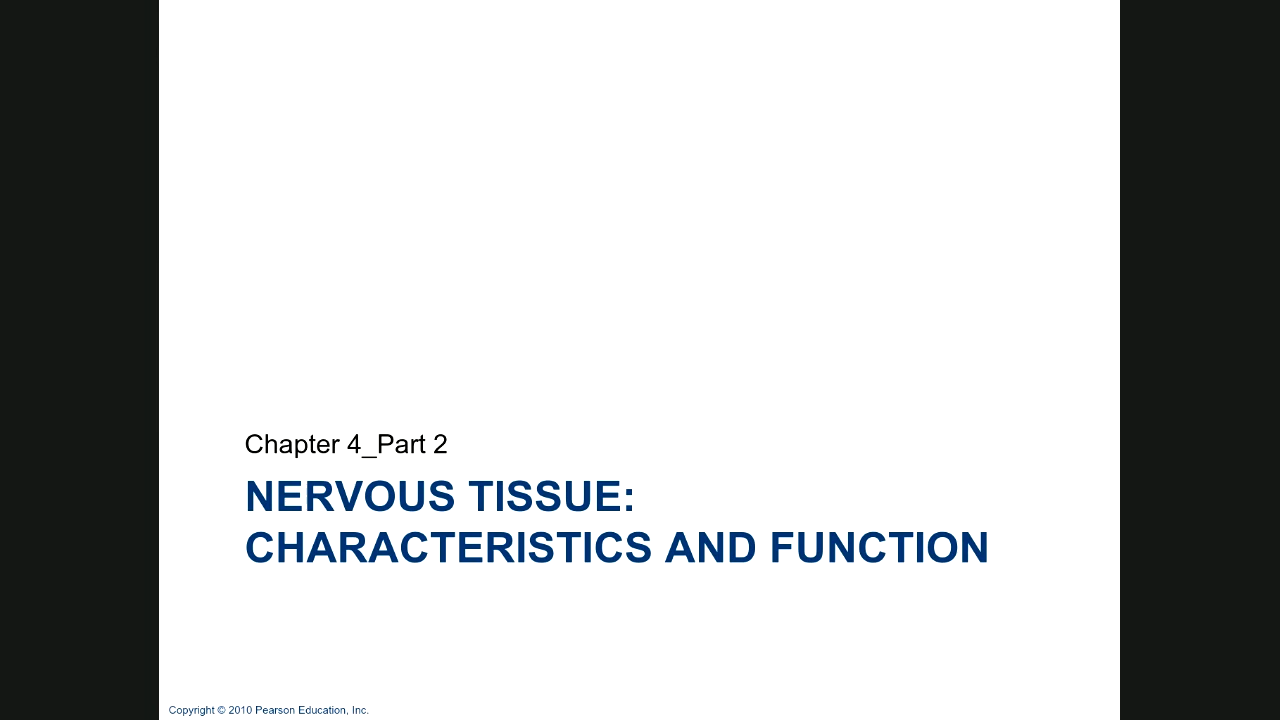 Chapter 4_Part 2
NERVOUS TISSUE:
CHARACTERISTICS AND FUNCTION
Copyright © 2010 Pearson Education, Inc.